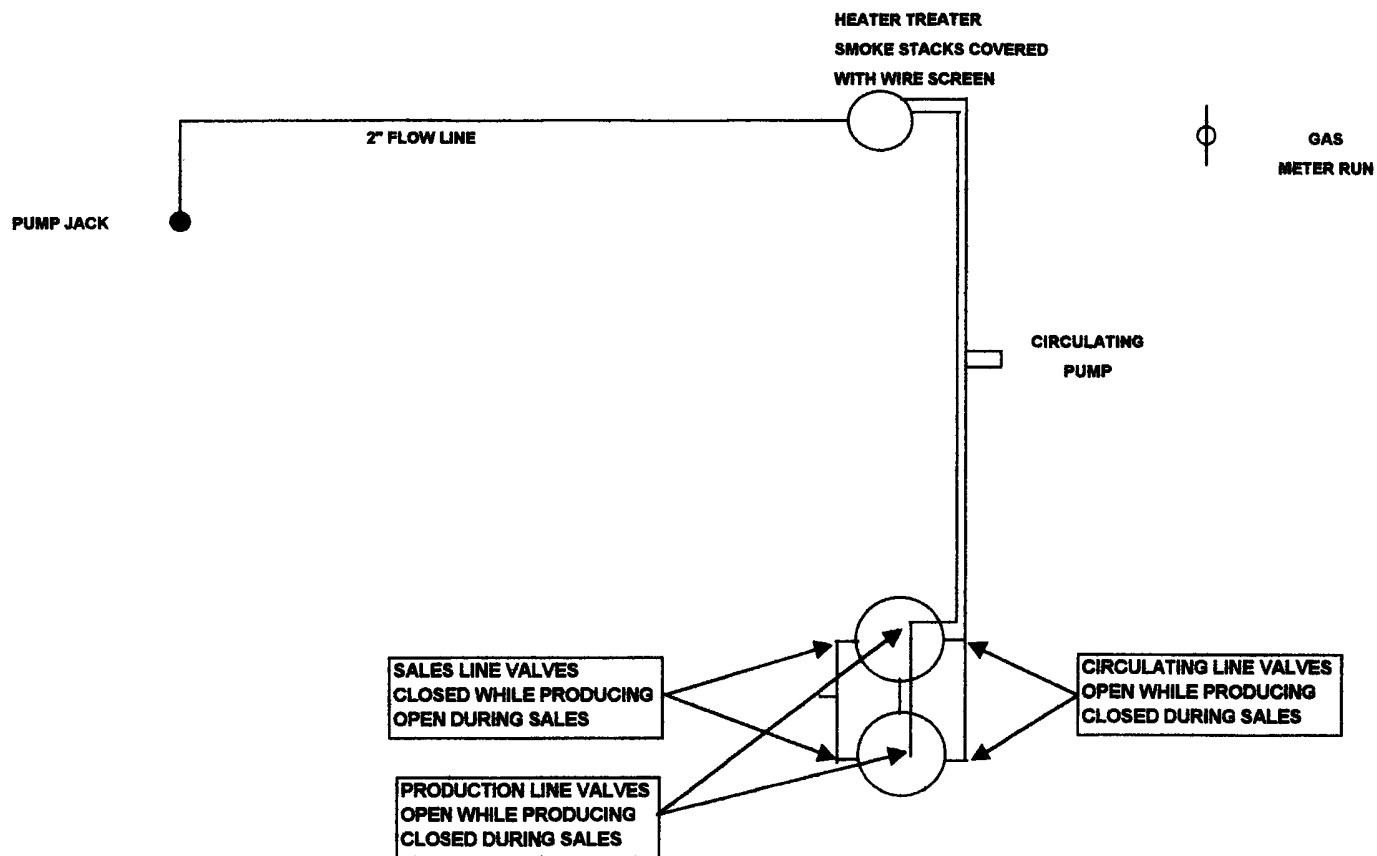 HEATER TREATER
SMOKE STACKS COVERED
WITH WIRE SCREEN
2" FLOW LINE
GAS
METER RUN
PUMP JACK
CIRCULATING
PUMP
SALES LINE VALVES
CLOSED WHILE PRODUCING
OPEN DURING SALES
CIRCULATING LINE VALVES
OPEN WHILE PRODUCING
CLOSED DURING SALES
PRODUCTION LINE VALVES
OPEN WHILE PRODUCING
CLOSED DURING SALES